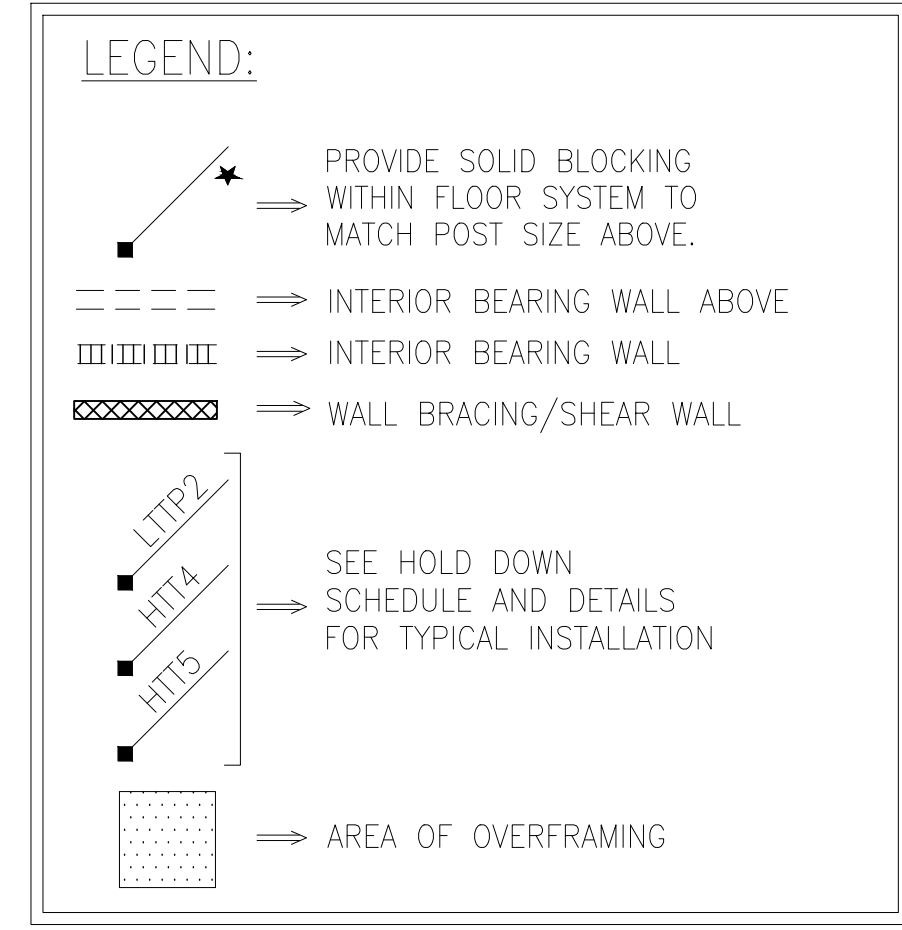 LEGEND:
PROVIDE SOLID BLOCKING
WITHIN FLOOR SYSTEM TO
MATCH POST SIZE ABOVE.
INTERIOR BEARING WALL ABOVE
INTERIOR BEARING WALL
WALL BRACING/SHEAR WALL
LTTP2
HTT4
HTT5
SEE HOLD DOWN
SCHEDULE AND DETAILS
FOR TYPICAL INSTALLATION
AREA OF OVERFRAMING